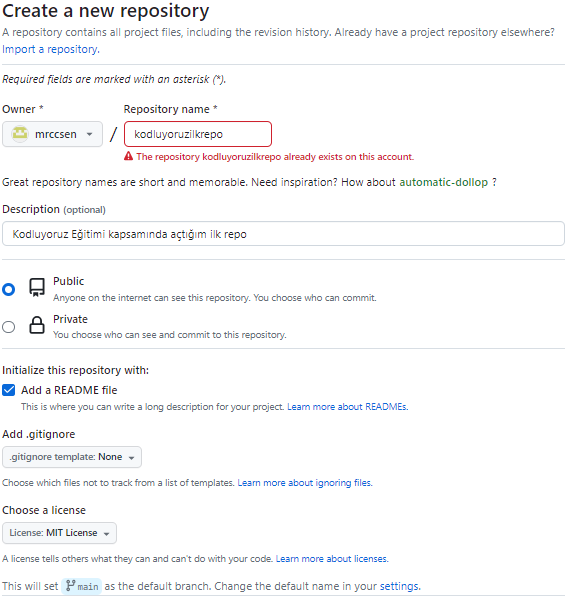 Create a new repository
A repository contains all project files, including the revision history. Already have a project repository elsewhere?
Import a repository.
Required fields are marked with an asterisk (*).
Owner * Repository name *
mrccsen / kodluyoruzilkrepo
The repository kodluyoruzilkrepo already exists on this account.
Great repository names are short and memorable. Need inspiration? How about automatic-dollop ?
Description (optional)
Kodluyoruz Eğitimi kapsamında açtığım ilk repo
Public
Anyone on the internet can see this repository. You choose who can commit.
Private
You choose who can see and commit to this repository.
Initialize this repository with:
Add a README file
This is where you can write a long description for your project. Learn more about READMEs.
Add .gitignore
.gitignore template: None
Choose which files not to track from a list of templates. Learn more about ignoring files.
Choose a license
License: MIT License
A license tells others what they can and can't do with your code. Learn more about licenses.
This will set main as the default branch. Change the default name in your settings.